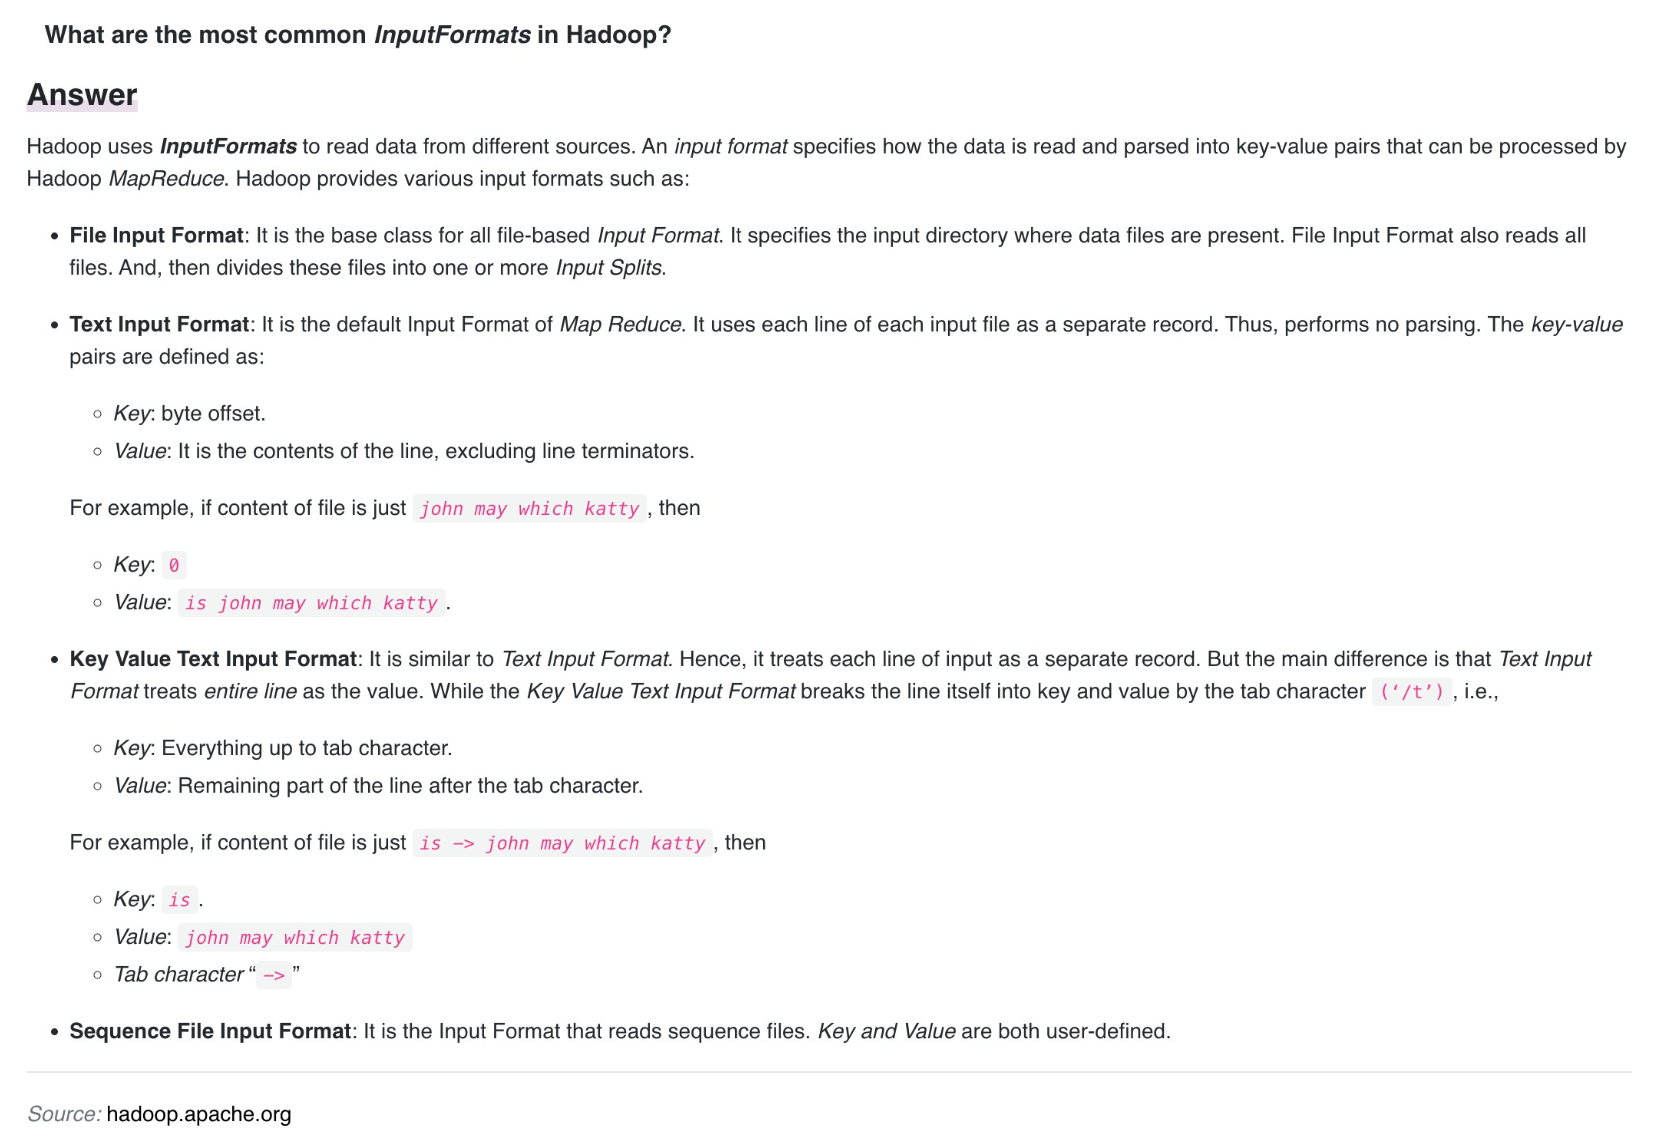 What are the most common InputFormats in Hadoop?
Answer
Hadoop uses InputFormats to read data from different sources. An input format specifies how the data is read and parsed into key-value pairs that can be processed by
Hadoop MapReduce. Hadoop provides various input formats such as:
• File Input Format: It is the base class for all file-based Input Format. It specifies the input directory where data files are present. File Input Format also reads all
files. And, then divides these files into one or more Input Splits.
• Text Input Format: It is the default Input Format of Map Reduce. It uses each line of each input file as a separate record. Thus, performs no parsing. The key-value
pairs are defined as:
◦ Key: byte offset.
◦ Value: It is the contents of the line, excluding line terminators.
For example, if content of file is just john may which katty , then
◦ Key: 0
◦ Value: is john may which katty .
• Key Value Text Input Format: It is similar to Text Input Format. Hence, it treats each line of input as a separate record. But the main difference is that Text Input
Format treats entire line as the value. While the Key Value Text Input Format breaks the line itself into key and value by the tab character (‘/t’) , i.e.,
◦ Key: Everything up to tab character.
◦ Value: Remaining part of the line after the tab character.
For example, if content of file is just is -> john may which katty , then
◦ Key: is .
◦ Value: john may which katty
◦ Tab character “ -> ”
• Sequence File Input Format: It is the Input Format that reads sequence files. Key and Value are both user-defined.
Source: hadoop.apache.org